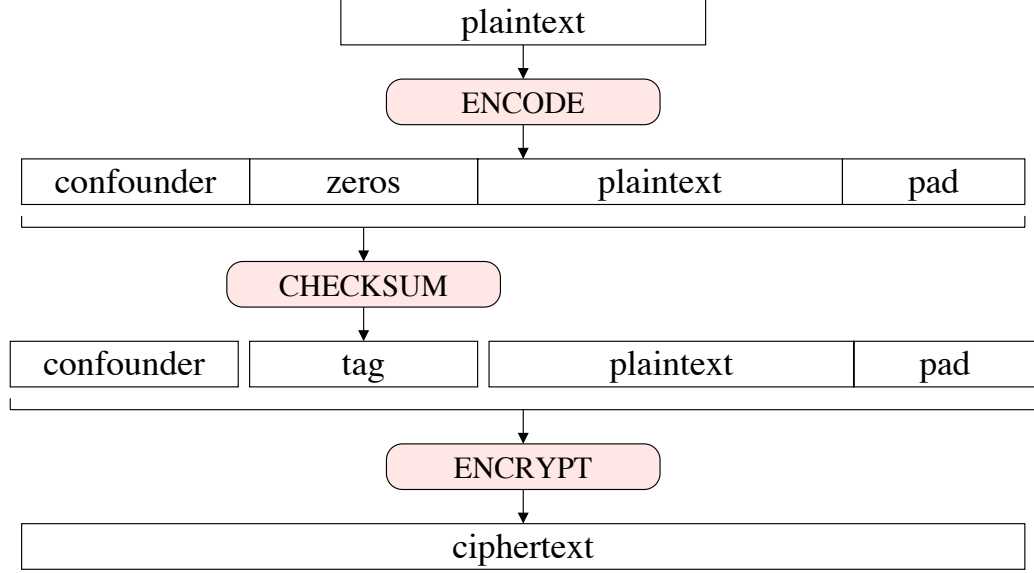 plaintext
ENCODE
confounder zeros plaintext pad
CHECKSUM
confounder tag plaintext pad
ENCRYPT
ciphertext